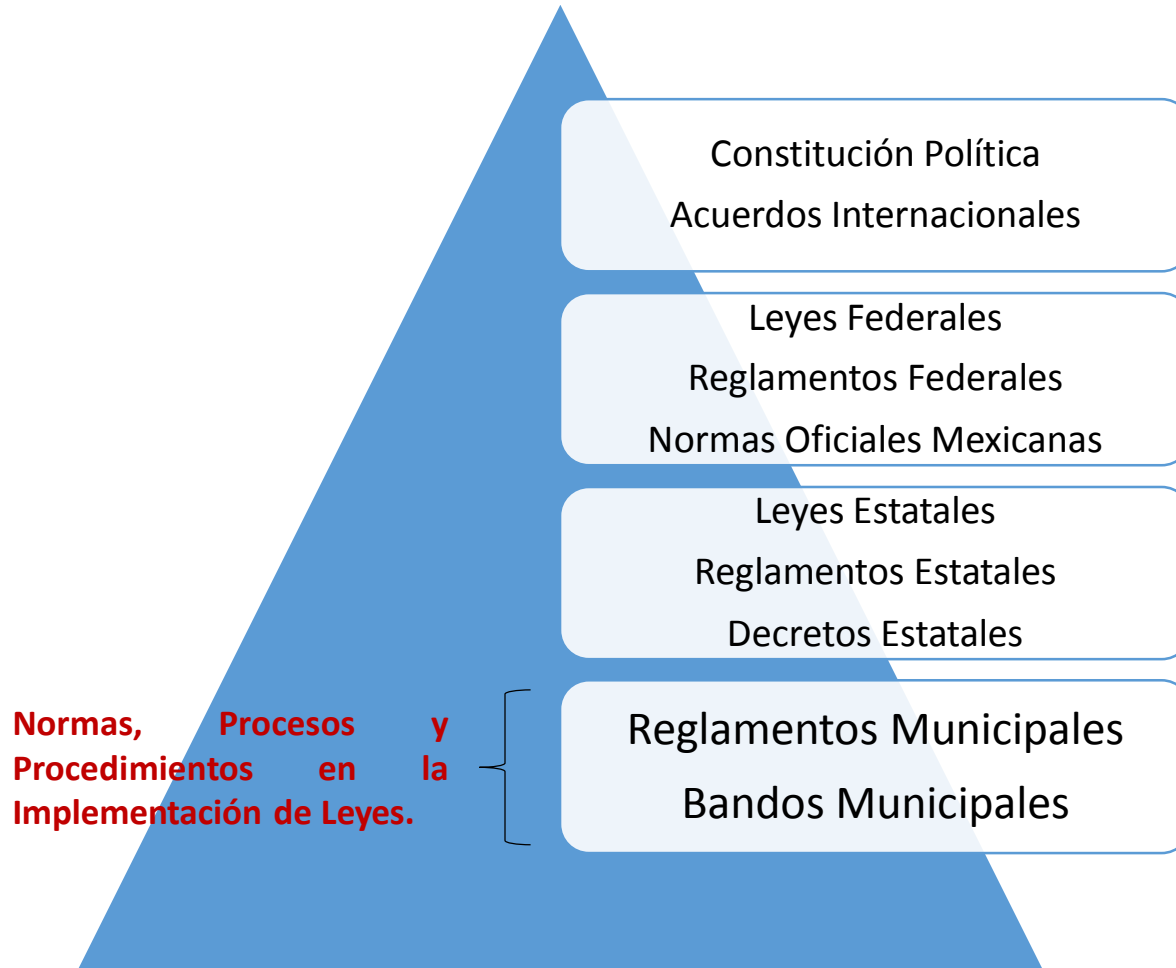 Constitución Política
Acuerdos Internacionales
Leyes Federales
Reglamentos Federales
Normas Oficiales Mexicanas
Leyes Estatales
Reglamentos Estatales
Decretos Estatales
Normas, Procesos y
Procedimientos en la
Implementación de Leyes.
Reglamentos Municipales
Bandos Municipales